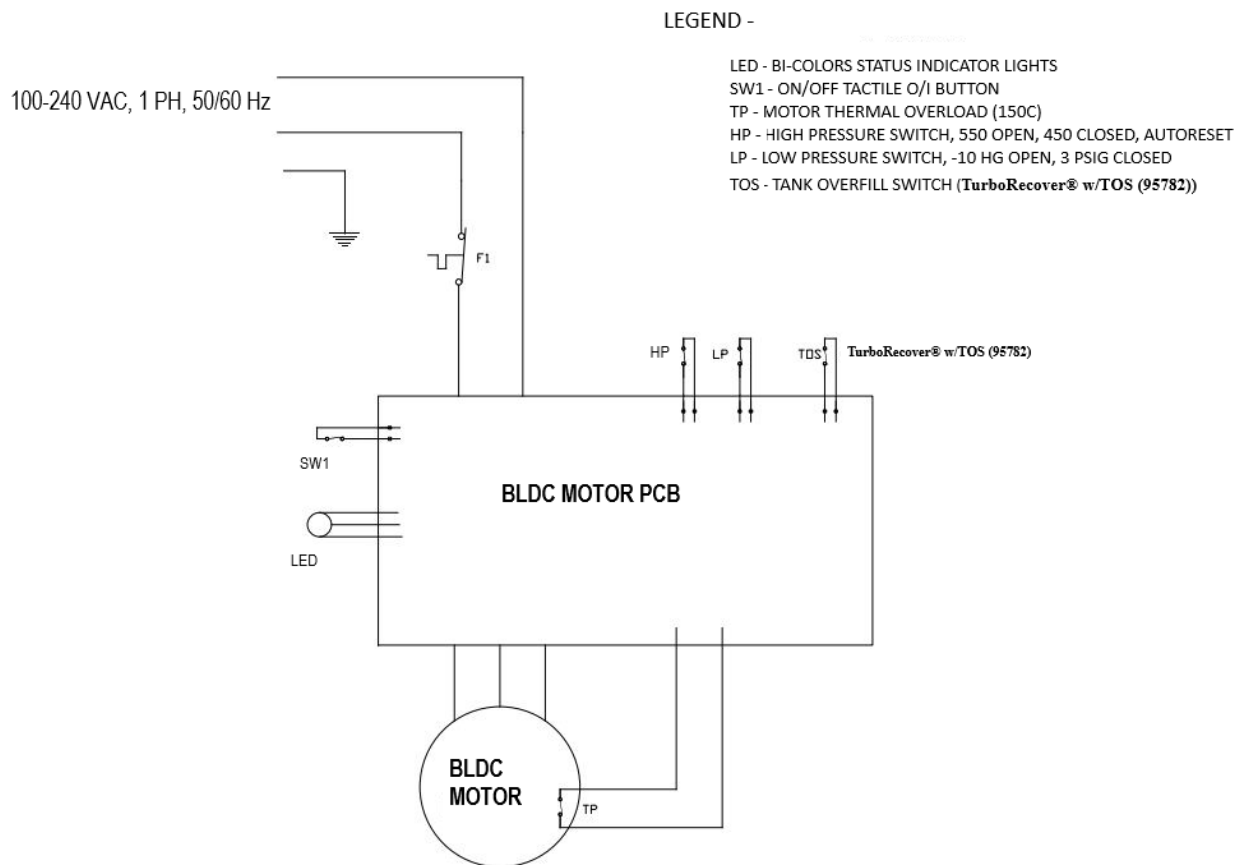 LEGEND -
LED - BI-COLORS STATUS INDICATOR LIGHTS
100-240 VAC, 1 PH, 50/60 Hz
SW1 - ON/OFF TACTILE O/I BUTTON
TP - MOTOR THERMAL OVERLOAD (150C)
HP - HIGH PRESSURE SWITCH, 550 OPEN, 450 CLOSED, AUTORESET
LP - LOW PRESSURE SWITCH, -10 HG OPEN, 3 PSIG CLOSED
TOS - TANK OVERFILL SWITCH (TurboRecover® w/TOS (95782))
F1
HP
LP
TOS
TurboRecover® w/TOS (95782)
SW1
BLDC MOTOR PCB
LED
BLDC
MOTOR
TP